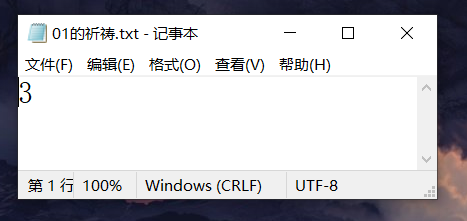 01的祈祷.txt - 记事本
文件(F) 编辑(E) 格式(O) 查看(V) 帮助(H)
3
第 1 行 100% Windows (CRLF) UTF-8